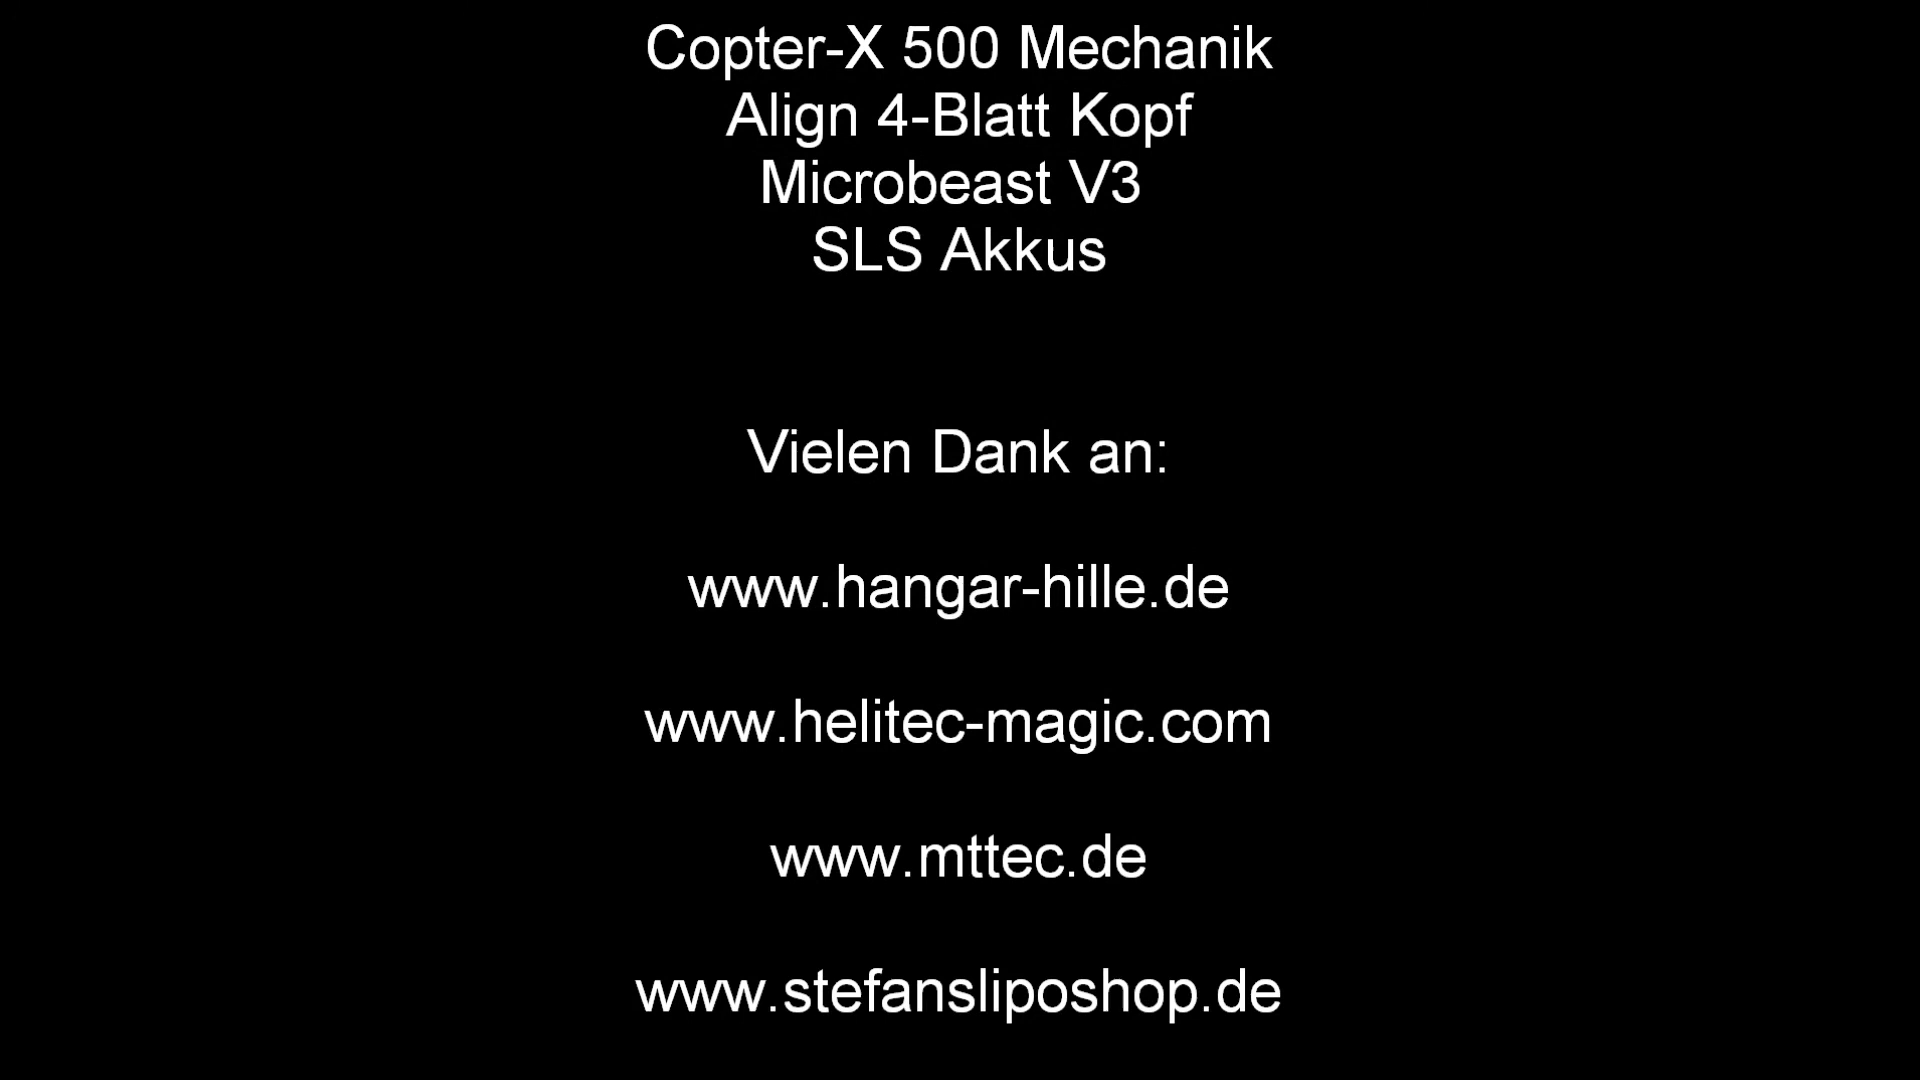 Copter-X 500 Mechanik
Align 4-Blatt Kopf
Microbeast V3
SLS Akkus
Vielen Dank an:
www.hangar-hille.de
www.helitec-magic.com
www.mttec.de
www.stefansliposhop.de